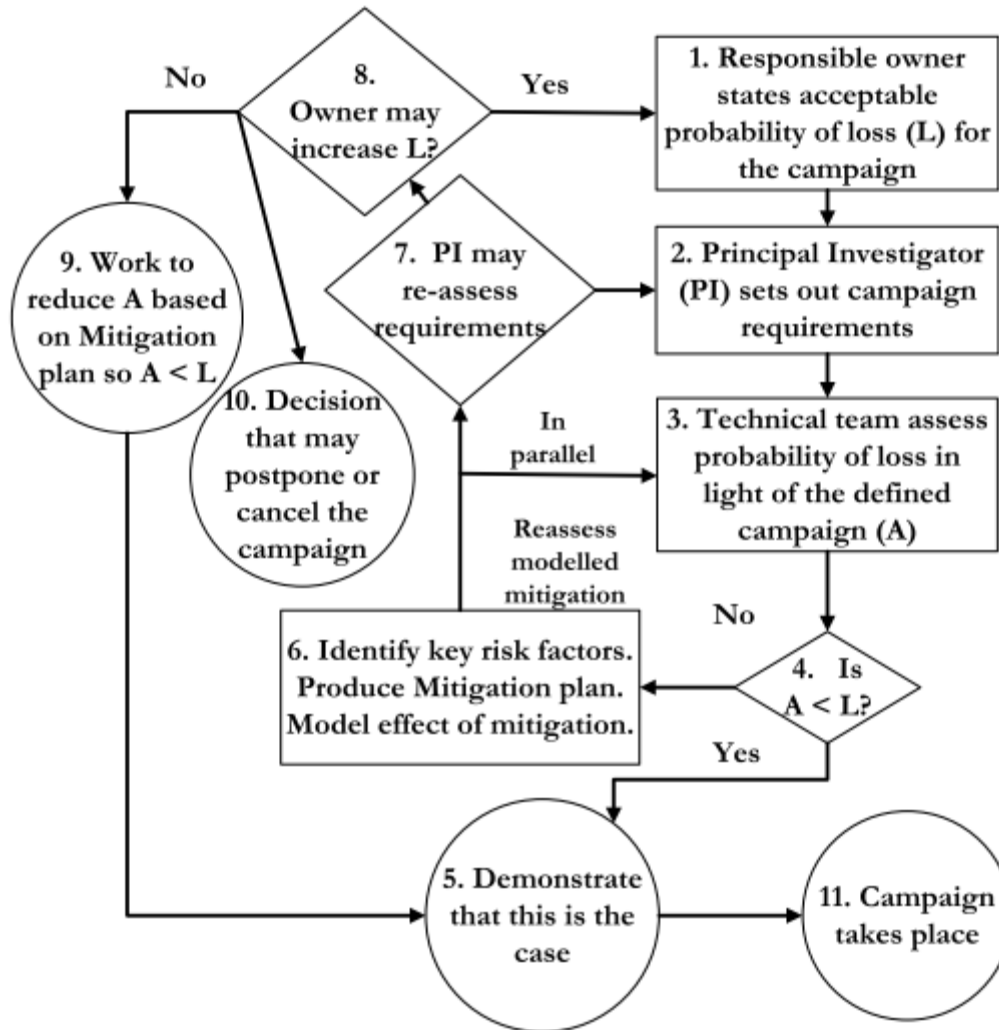 No
8.
Owner may
increase L?
Yes
1. Responsible owner
states acceptable
probability of loss (L) for
the campaign
9. Work to
reduce A based
on Mitigation
plan so A < L
7. PI may
re-assess
requirements
2. Principal Investigator
(PI) sets out campaign
requirements
10. Decision
that may
postpone or
cancel the
campaign
In
parallel
3. Technical team assess
probability of loss in
light of the defined
campaign (A)
Reassess
modelled
mitigation
No
6. Identify key risk factors.
Produce Mitigation plan.
Model effect of mitigation.
4. Is
A < L?
Yes
5. Demonstrate
that this is the
case
11. Campaign
takes place